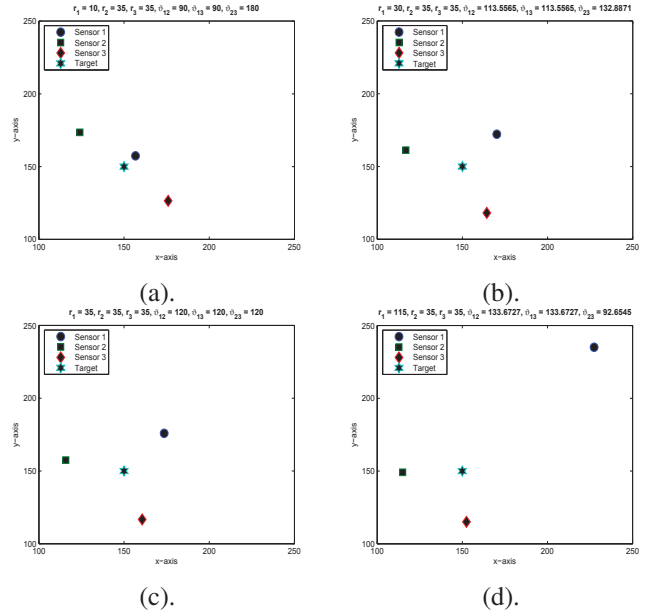 r1 = 10, r2 = 35, r3 = 35, ϑ12 = 90, ϑ13 = 90, ϑ23 = 180
Sensor 1
Sensor 2
Sensor 3
Target
250
200
150
100
y−axis
100 150 200 250
x−axis
(a).
r1 = 30, r2 = 35, r3 = 35, ϑ12 = 113.5565, ϑ13 = 113.5565, ϑ23 = 132.8871
Sensor 1
Sensor 2
Sensor 3
Target
250
200
150
100
y−axis
100 150 200 250
x−axis
(b).
r1 = 35, r2 = 35, r3 = 35, ϑ12 = 120, ϑ13 = 120, ϑ23 = 120
Sensor 1
Sensor 2
Sensor 3
Target
250
200
150
100
y−axis
100 150 200 250
x−axis
(c).
r1 = 115, r2 = 35, r3 = 35, ϑ12 = 133.6727, ϑ13 = 133.6727, ϑ23 = 92.6545
Sensor 1
Sensor 2
Sensor 3
Target
250
200
150
100
y−axis
100 150 200 250
x−axis
(d).